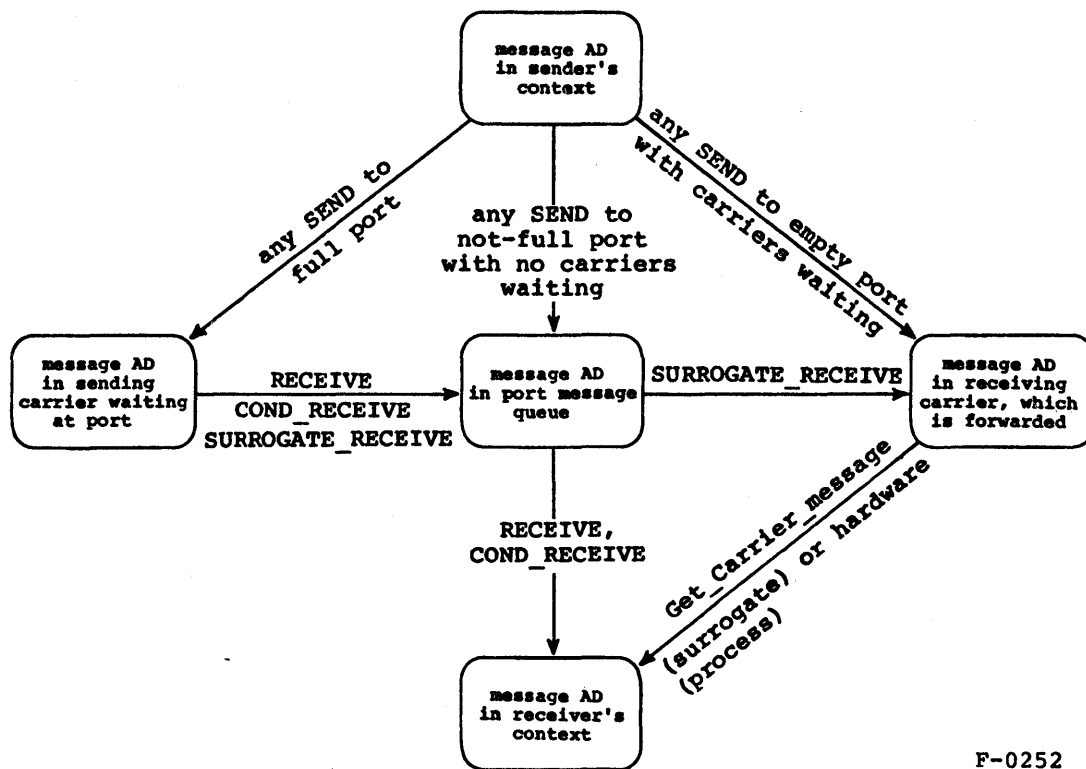 message AD
in sender's
context
any SEND to
full port
any SEND to
not-full port
with no carriers
waiting
any SEND to empty port
with carriers waiting
message AD
in sending
carrier waiting
at port
RECEIVE
COND_RECEIVE
SURROGATE_RECEIVE
message AD
in port message
queue
SURROGATE_RECEIVE
message AD
in receiving
carrier, which
is forwarded
RECEIVE,
COND_RECEIVE
Get_Carrier_message
(surrogate) or hardware
(process)
message AD
in receiver's
context
F-0252